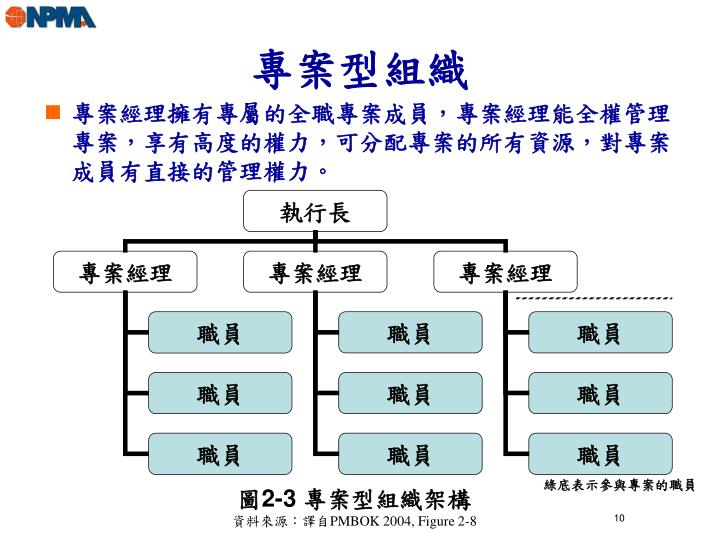 NPMA
專案型組織
專案經理擁有專屬的全職專案成員，專案經理能全權管理
專案，享有高度的權力，可分配專案的所有資源，對專案
成員有直接的管理權力。
執行長
專案經理 專案經理 專案經理
職員 職員 職員
職員 職員 職員
職員 職員 職員
綠底表示參與專案的職員
圖2-3 專案型組織架構
資料來源：譯自PMBOK 2004, Figure 2-8
10